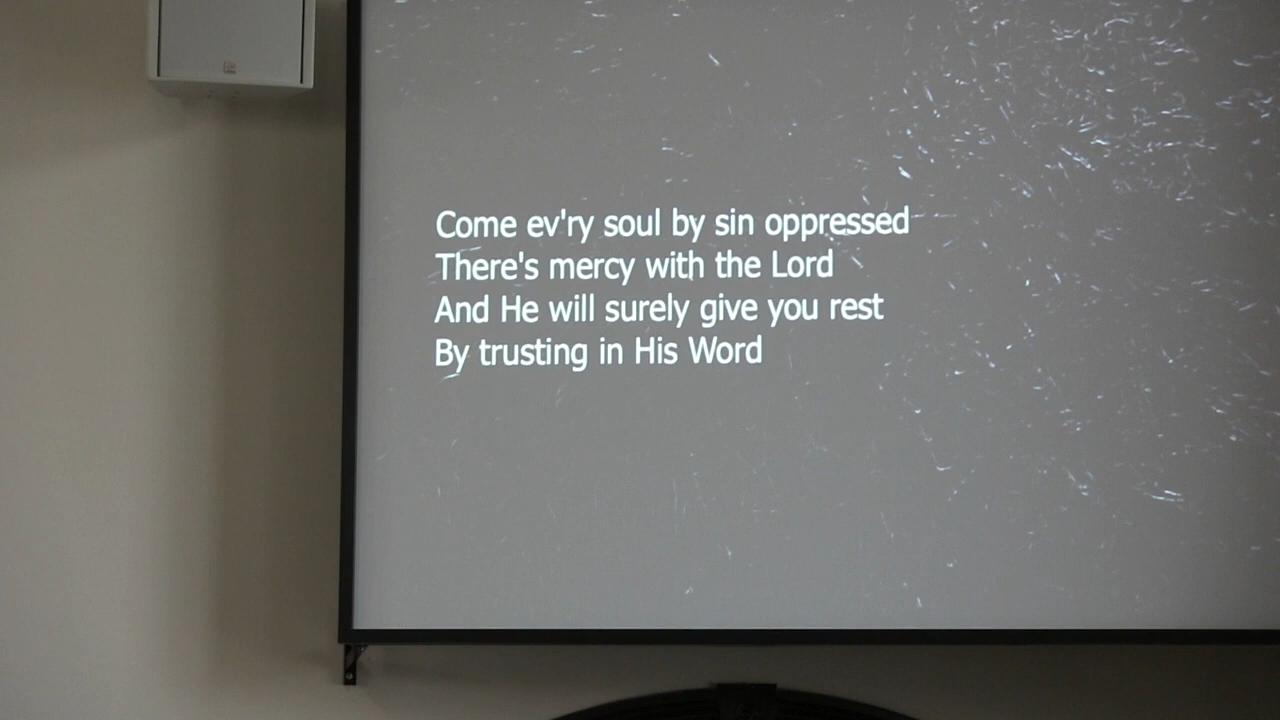 Come ev'ry soul by sin oppressed
There's mercy with the Lord
And He will surely give you rest
By trusting in His Word